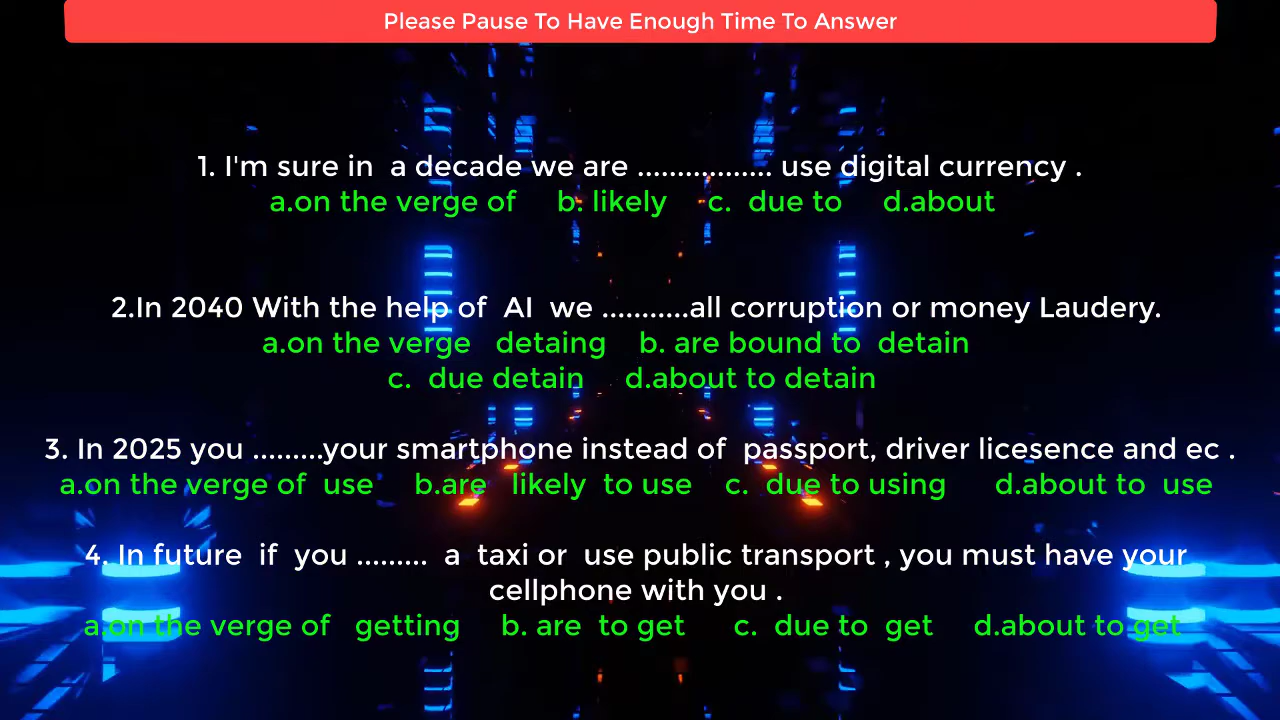 Please Pause To Have Enough Time To Answer
1. I'm sure in a decade we are ................. use digital currency .
a.on the verge of b. likely c. due to d.about
2.In 2040 With the help of AI we ...........all corruption or money Laudery.
a.on the verge detaing b. are bound to detain
c. due detain d.about to detain
3. In 2025 you .........your smartphone instead of passport, driver licesence and ec .
a.on the verge of use b.are likely to use c. due to using d.about to use
4. In future if you ......... a taxi or use public transport , you must have your
cellphone with you .
a.on the verge of getting b. are to get c. due to get d.about to get